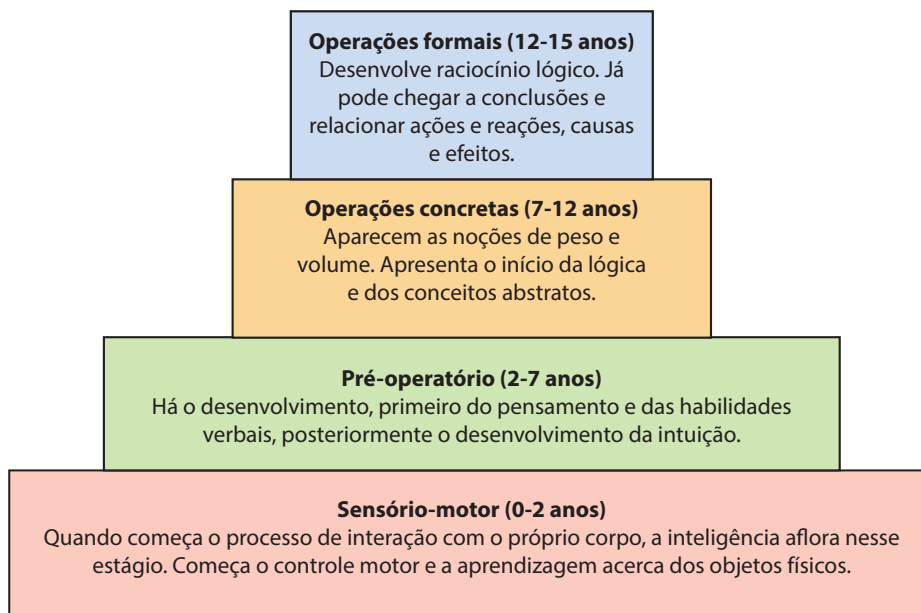 Operações formais (12-15 anos)
Desenvolve raciocínio lógico. Já
pode chegar a conclusões e
relacionar ações e reações, causas
e efeitos.
Operações concretas (7-12 anos)
Aparecem as noções de peso e
volume. Apresenta o início da lógica
e dos conceitos abstratos.
Pré-operatório (2-7 anos)
Há o desenvolvimento, primeiro do pensamento e das habilidades
verbais, posteriormente o desenvolvimento da intuição.
Sensório-motor (0-2 anos)
Quando começa o processo de interação com o próprio corpo, a inteligência aflora nesse
estágio. Começa o controle motor e a aprendizagem acerca dos objetos físicos.